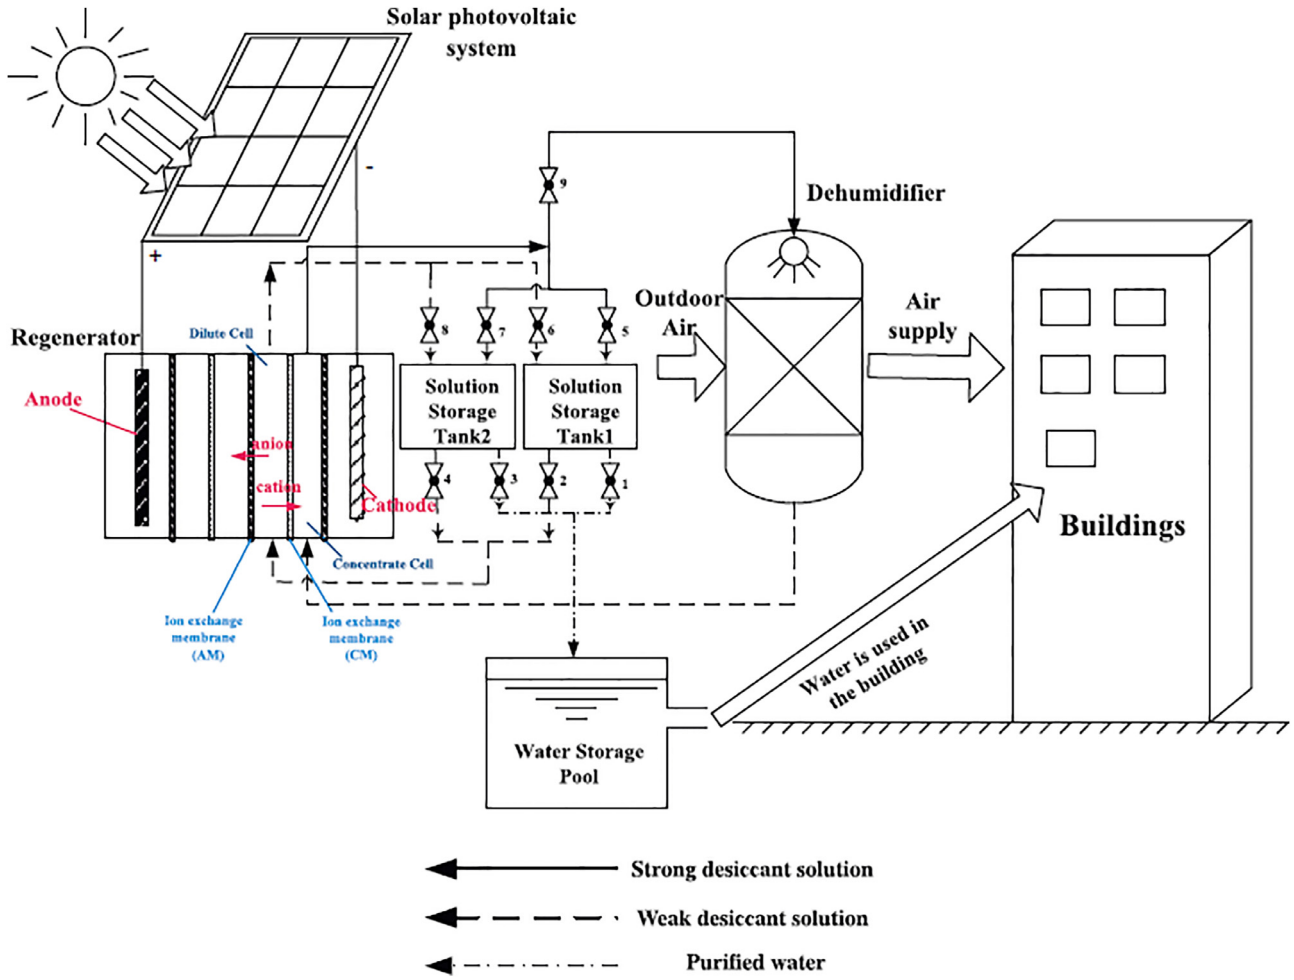 Solar photovoltaic
system
-
9
Dehumidifier
+
Outdoor
Air
Air
supply
Regenerator
Dilute Cell
8
7
6
5
Anode
Solution
Storage
Tank2
Solution
Storage
Tank1
anion
cation
Cathode
4
3
2
1
Buildings
Concentrate Cell
Ion exchange
membrane
(AM)
Ion exchange
membrane
(CM)
Water is used in
the building
Water Storage
Pool
Strong desiccant solution
Weak desiccant solution
Purified water